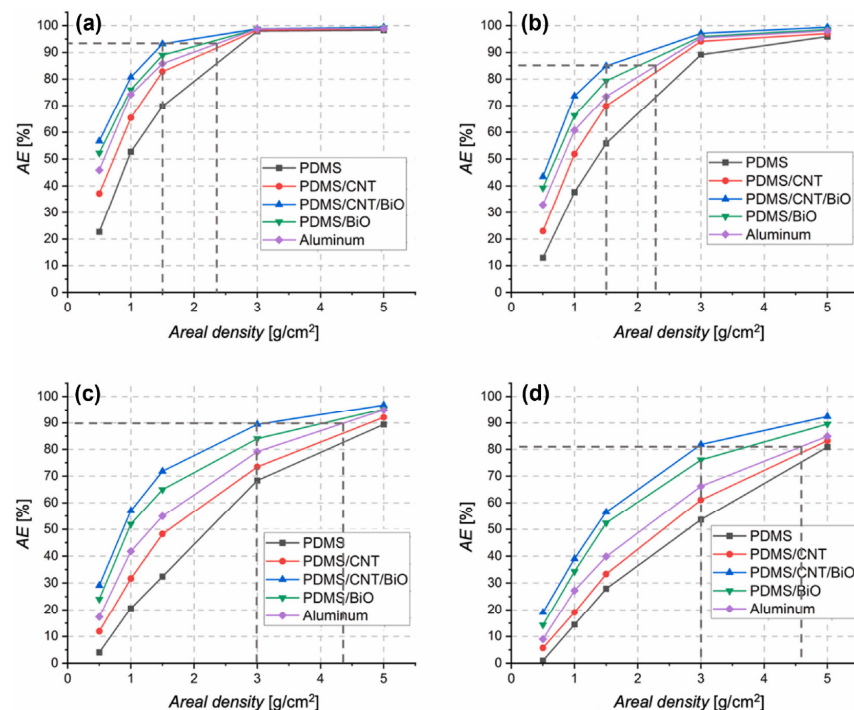 (a)
100
90
80
70
60
50
40
30
20
10
0
AE [%]
PDMS
PDMS/CNT
PDMS/CNT/BiO
PDMS/BiO
Aluminum
0 1 2 3 4 5
Areal density [g/cm²]
(b)
100
90
80
70
60
50
40
30
20
10
0
AE [%]
PDMS
PDMS/CNT
PDMS/CNT/BiO
PDMS/BiO
Aluminum
0 1 2 3 4 5
Areal density [g/cm²]
(c)
100
90
80
70
60
50
40
30
20
10
0
AE [%]
PDMS
PDMS/CNT
PDMS/CNT/BiO
PDMS/BiO
Aluminum
0 1 2 3 4 5
Areal density [g/cm²]
(d)
100
90
80
70
60
50
40
30
20
10
0
AE [%]
PDMS
PDMS/CNT
PDMS/CNT/BiO
PDMS/BiO
Aluminum
0 1 2 3 4 5
Areal density [g/cm²]